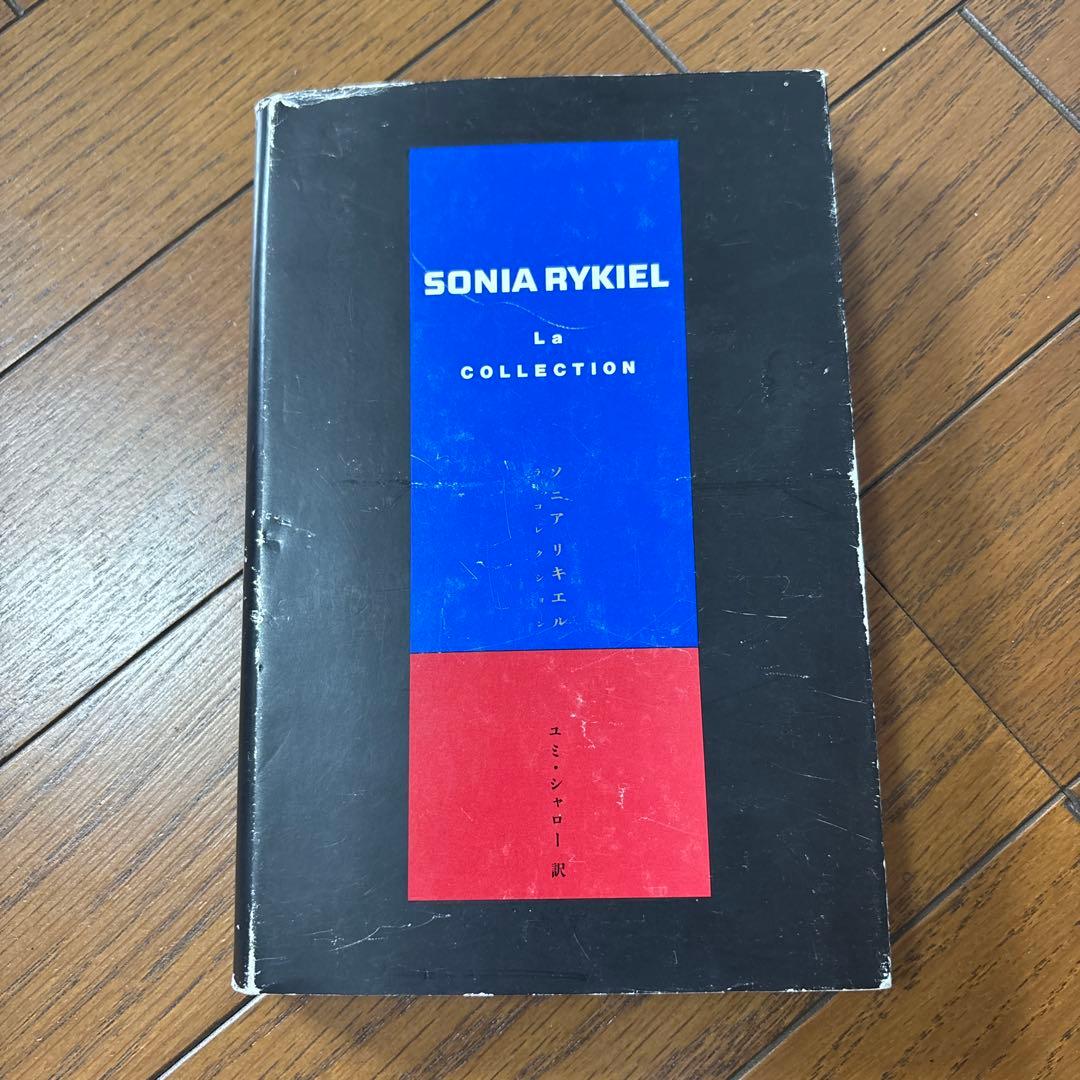 SONIA RYKIEL
La
COLLECTION
ソニア リキエル
ラ・コレクション
ユミ・シャロー 訳